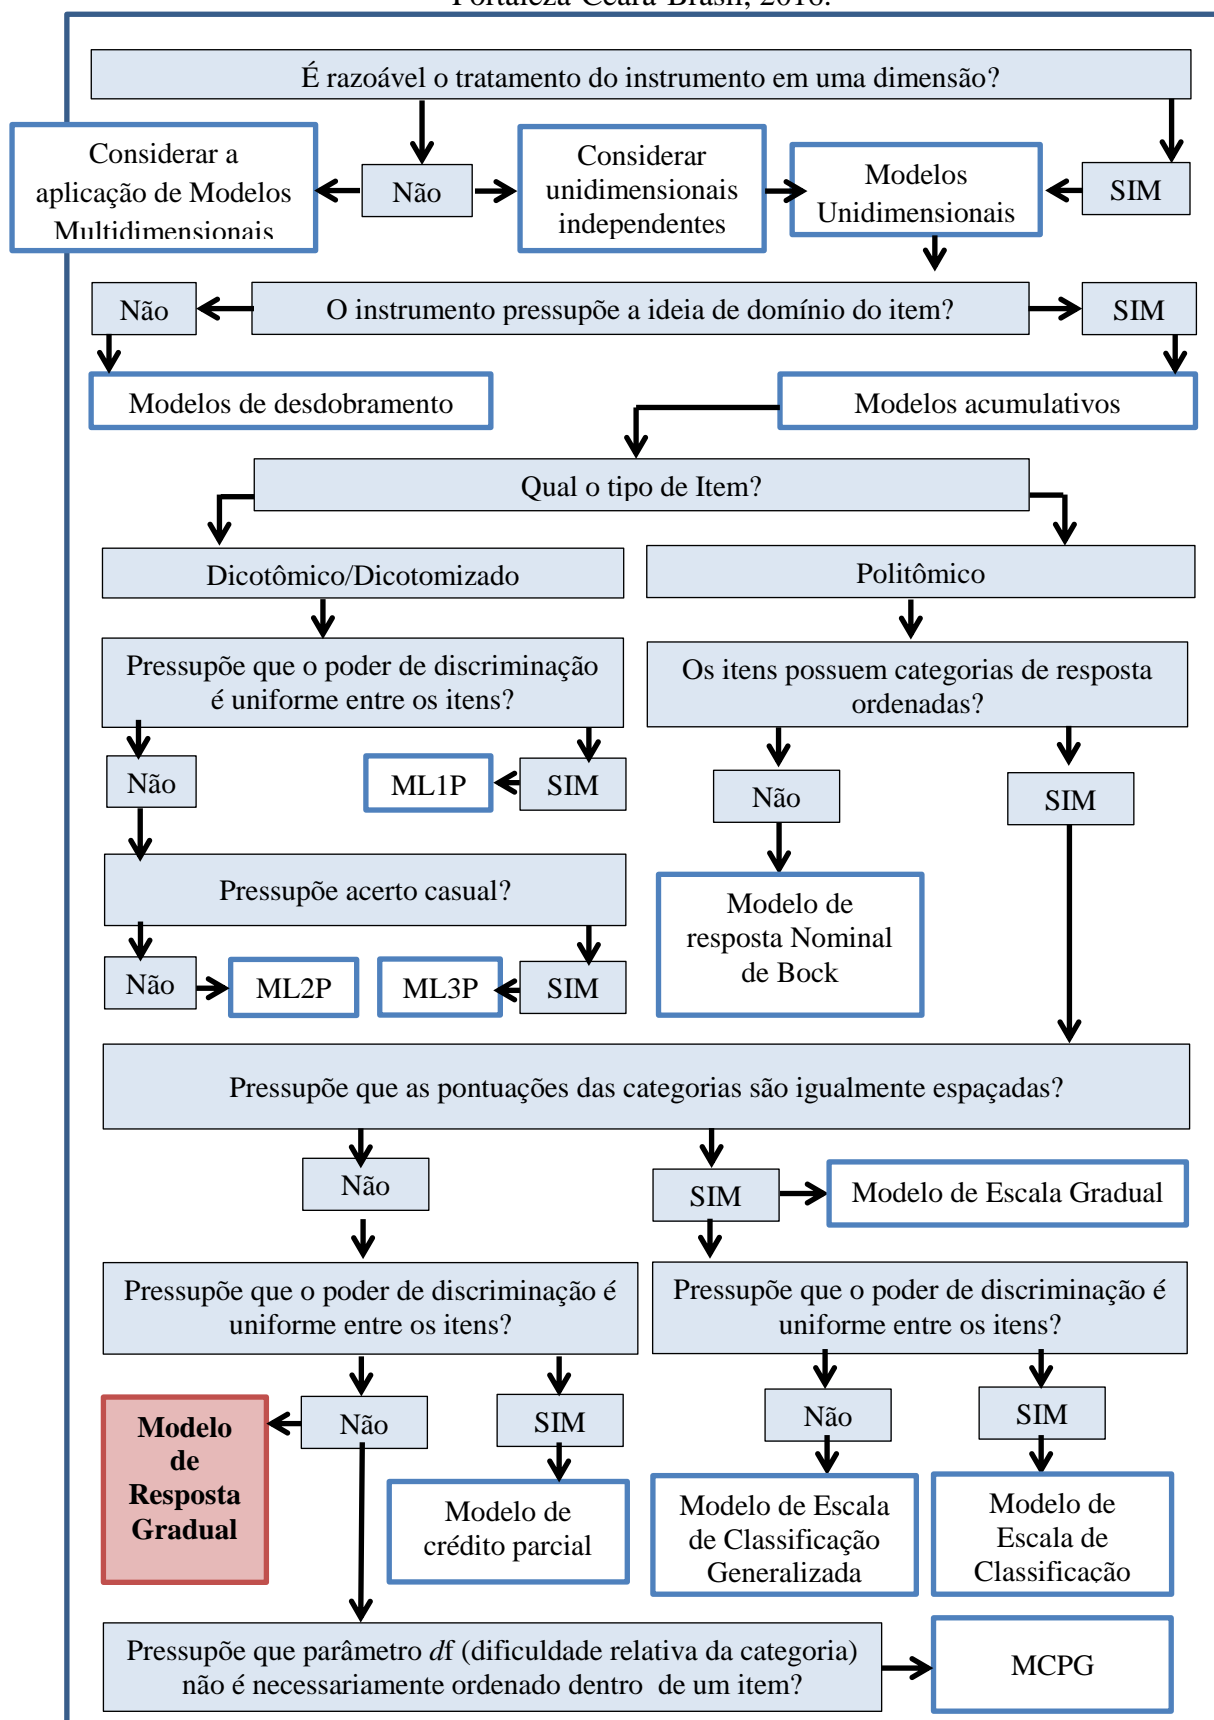 Fortaleza-Ceará-Brasil, 2016.
É razoável o tratamento do instrumento em uma dimensão?
Considerar a
aplicação de Modelos
Multidimensionais
Não
Considerar
unidimensionais
independentes
Modelos
Unidimensionais
SIM
Não
O instrumento pressupõe a ideia de domínio do item?
SIM
Modelos de desdobramento
Modelos acumulativos
Qual o tipo de Item?
Dicotômico/Dicotomizado
Politômico
Pressupõe que o poder de discriminação
é uniforme entre os itens?
Os itens possuem categorias de resposta
ordenadas?
Não
ML1P
SIM
Não
SIM
Pressupõe acerto casual?
Modelo de
resposta Nominal
de Bock
Não
ML2P
ML3P
SIM
Pressupõe que as pontuações das categorias são igualmente espaçadas?
Não
SIM
Modelo de Escala Gradual
Pressupõe que o poder de discriminação é
uniforme entre os itens?
Pressupõe que o poder de discriminação é
uniforme entre os itens?
Modelo
de
Resposta
Gradual
Não
SIM
Não
SIM
Modelo de
crédito parcial
Modelo de Escala
de Classificação
Generalizada
Modelo de
Escala de
Classificação
Pressupõe que parâmetro df (dificuldade relativa da categoria)
não é necessariamente ordenado dentro de um item?
MCPG